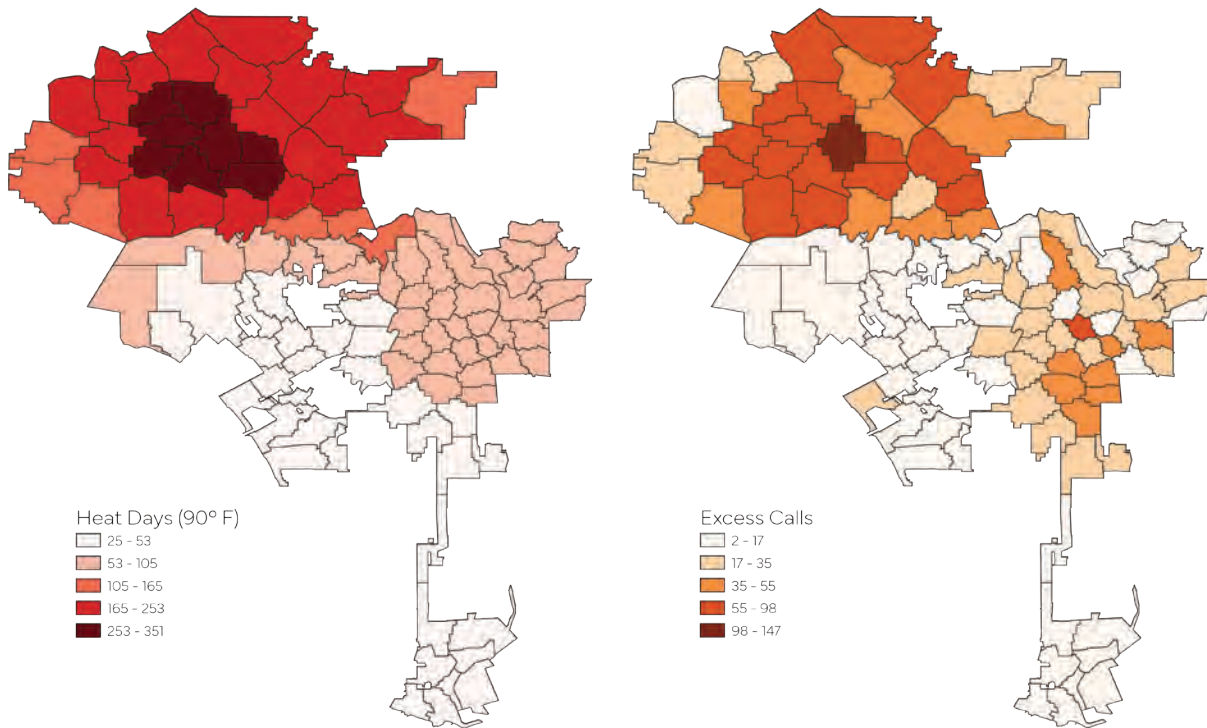 Heat Days (90° F)
25 - 53
53 - 105
105 - 165
165 - 253
253 - 351
Excess Calls
2 - 17
17 - 35
35 - 55
55 - 98
98 - 147